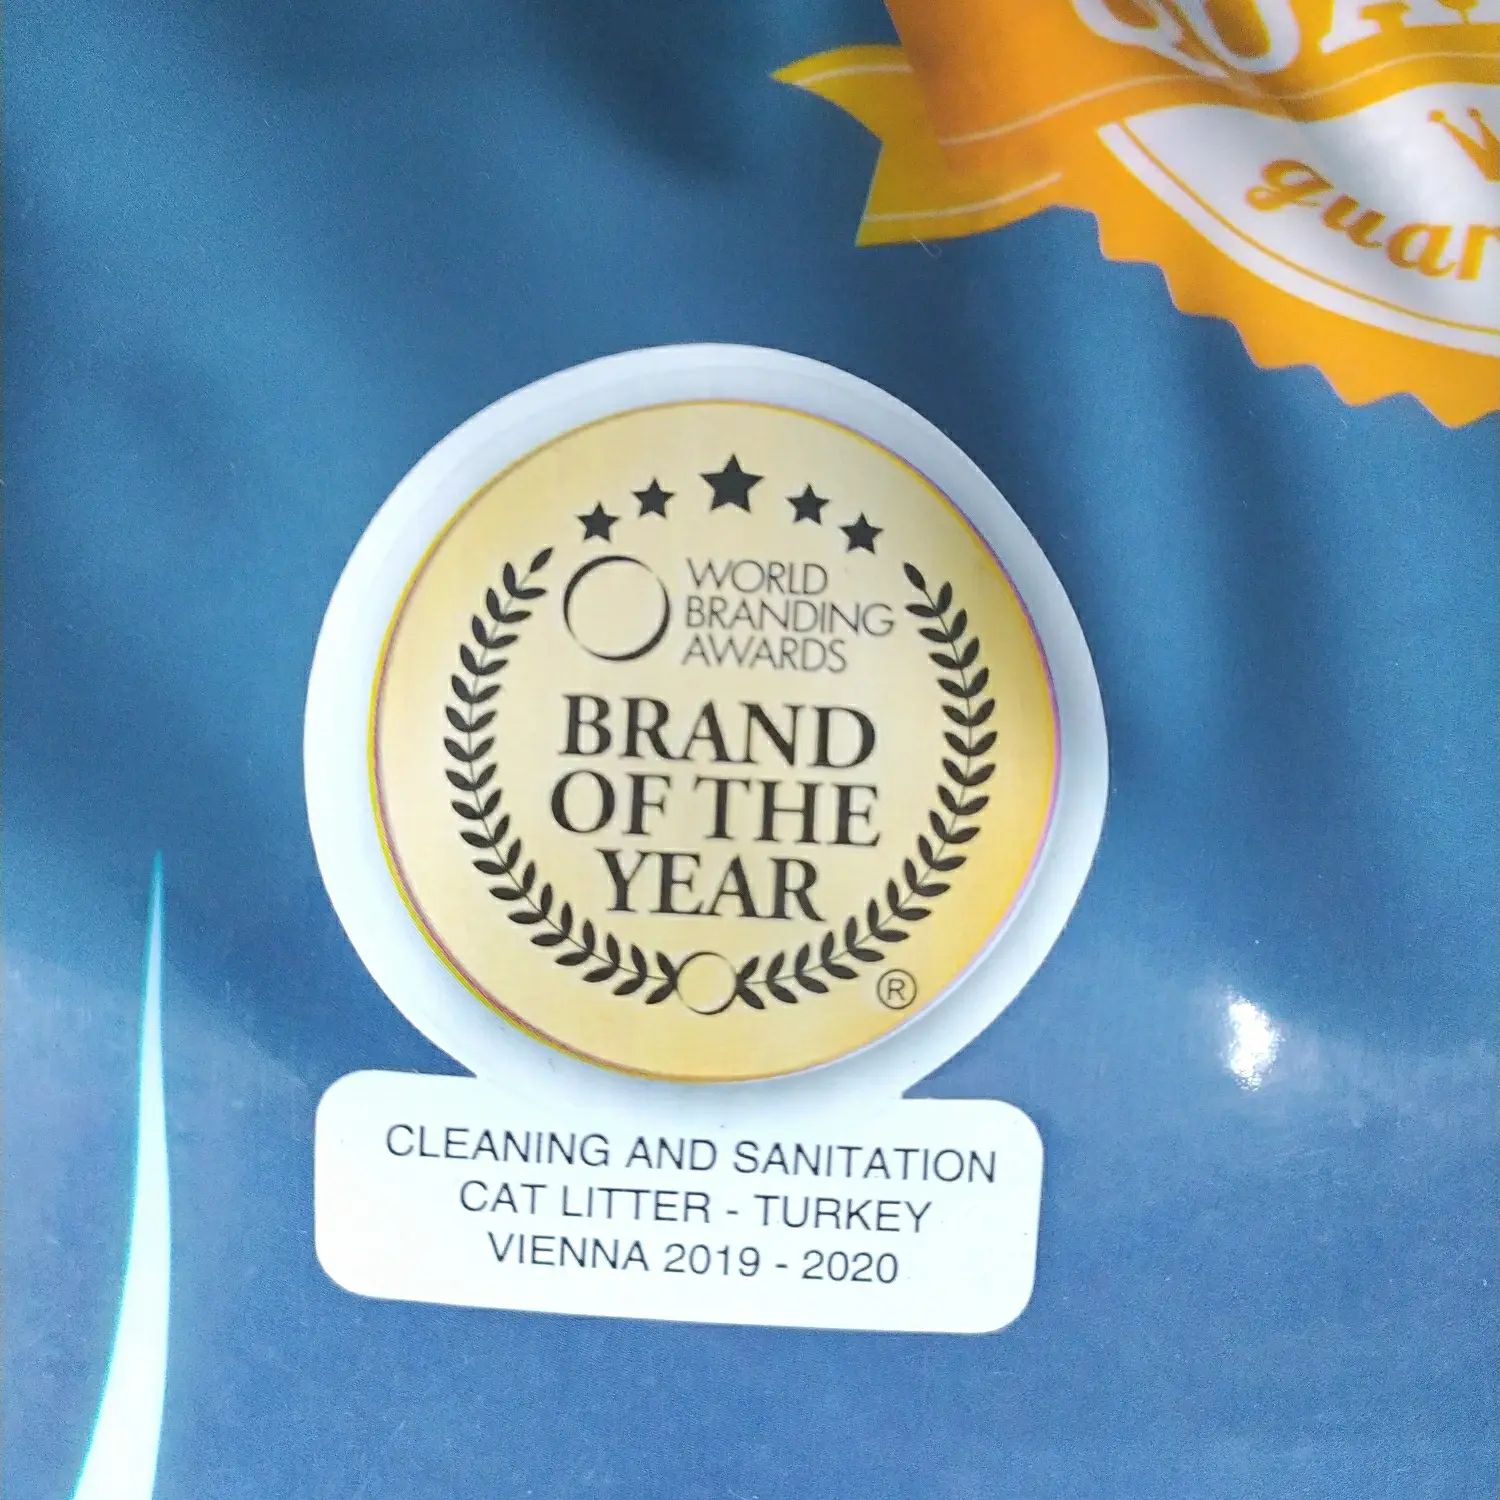 WORLD
BRANDING
AWARDS
BRAND
OF THE
YEAR
®
CLEANING AND SANITATION
CAT LITTER - TURKEY
VIENNA 2019 - 2020